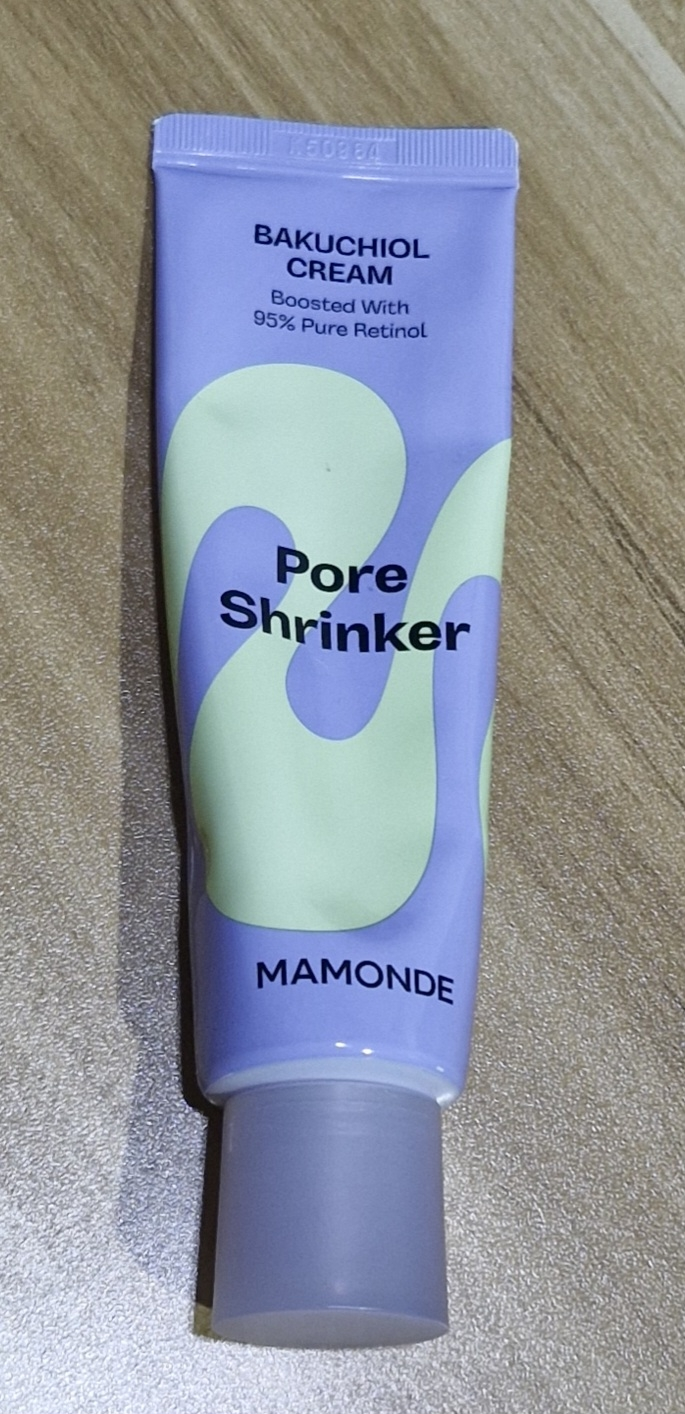 BAKUCHIOL
CREAM
Boosted With
95% Pure Retinol
Pore
Shrinker
MAMONDE